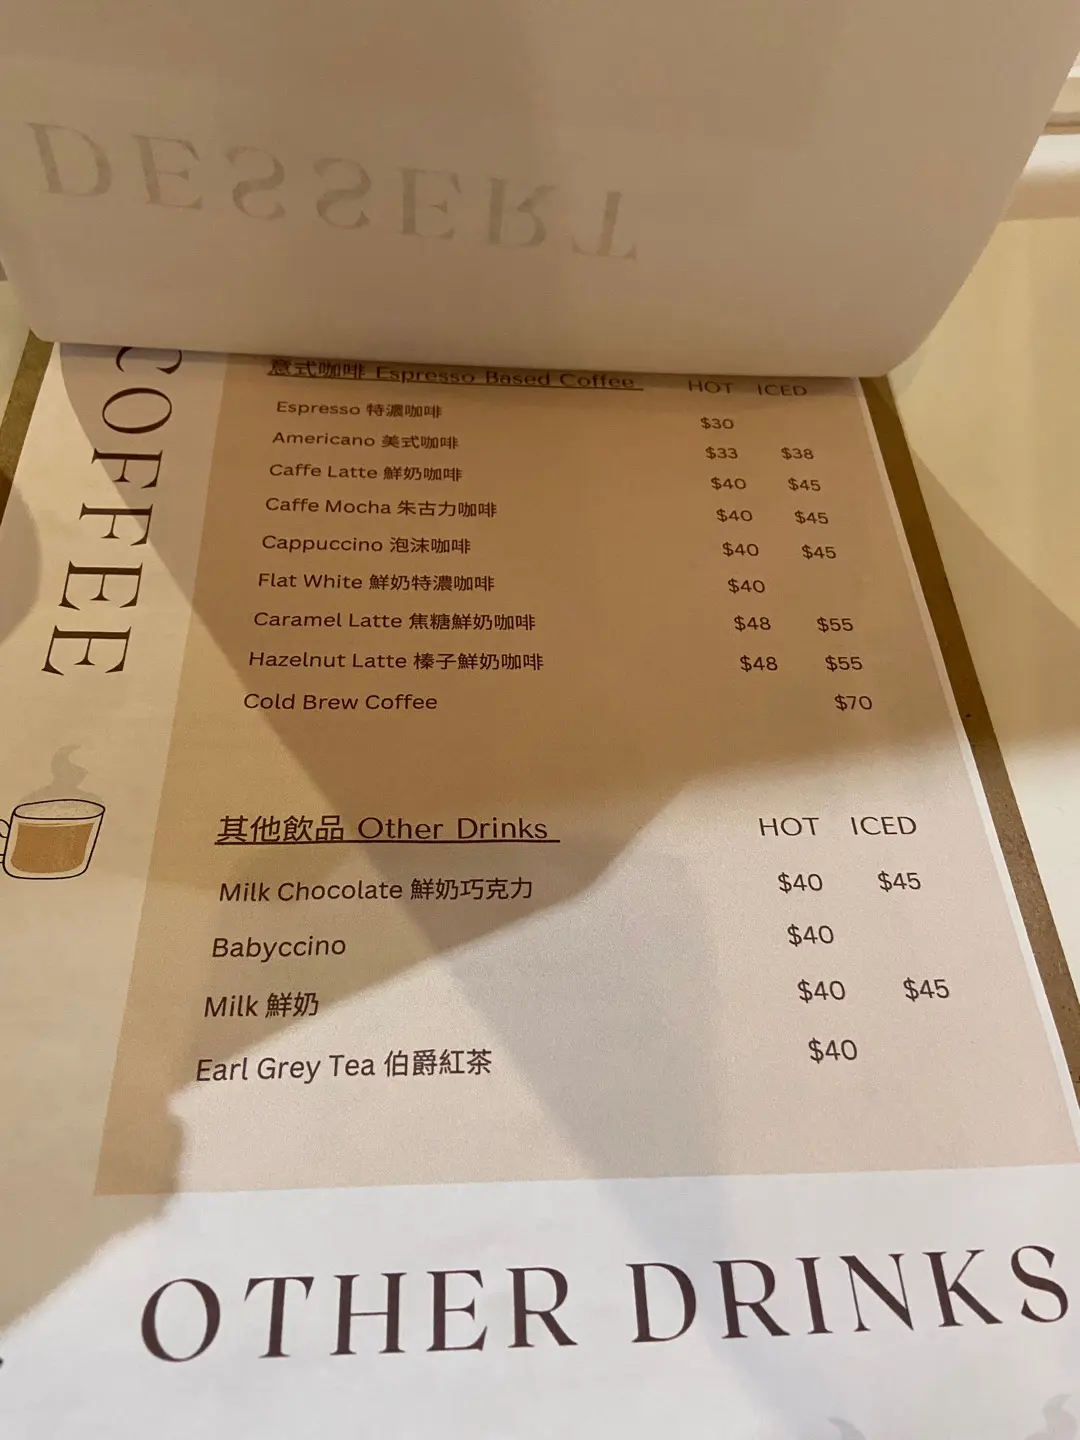 DESSERT
COFFEE
意式咖啡 Espresso Based Coffee HOT ICED
Espresso 特濃咖啡 $30
Americano 美式咖啡 $33 $38
Caffe Latte 鮮奶咖啡 $40 $45
Caffe Mocha 朱古力咖啡 $40 $45
Cappuccino 泡沫咖啡 $40 $45
Flat White 鮮奶特濃咖啡 $40
Caramel Latte 焦糖鮮奶咖啡 $48 $55
Hazelnut Latte 榛子鮮奶咖啡 $48 $55
Cold Brew Coffee $70
其他飲品 Other Drinks HOT ICED
Milk Chocolate 鮮奶巧克力 $40 $45
Babyccino $40
Milk 鮮奶 $40 $45
Earl Grey Tea 伯爵紅茶 $40
OTHER DRINKS